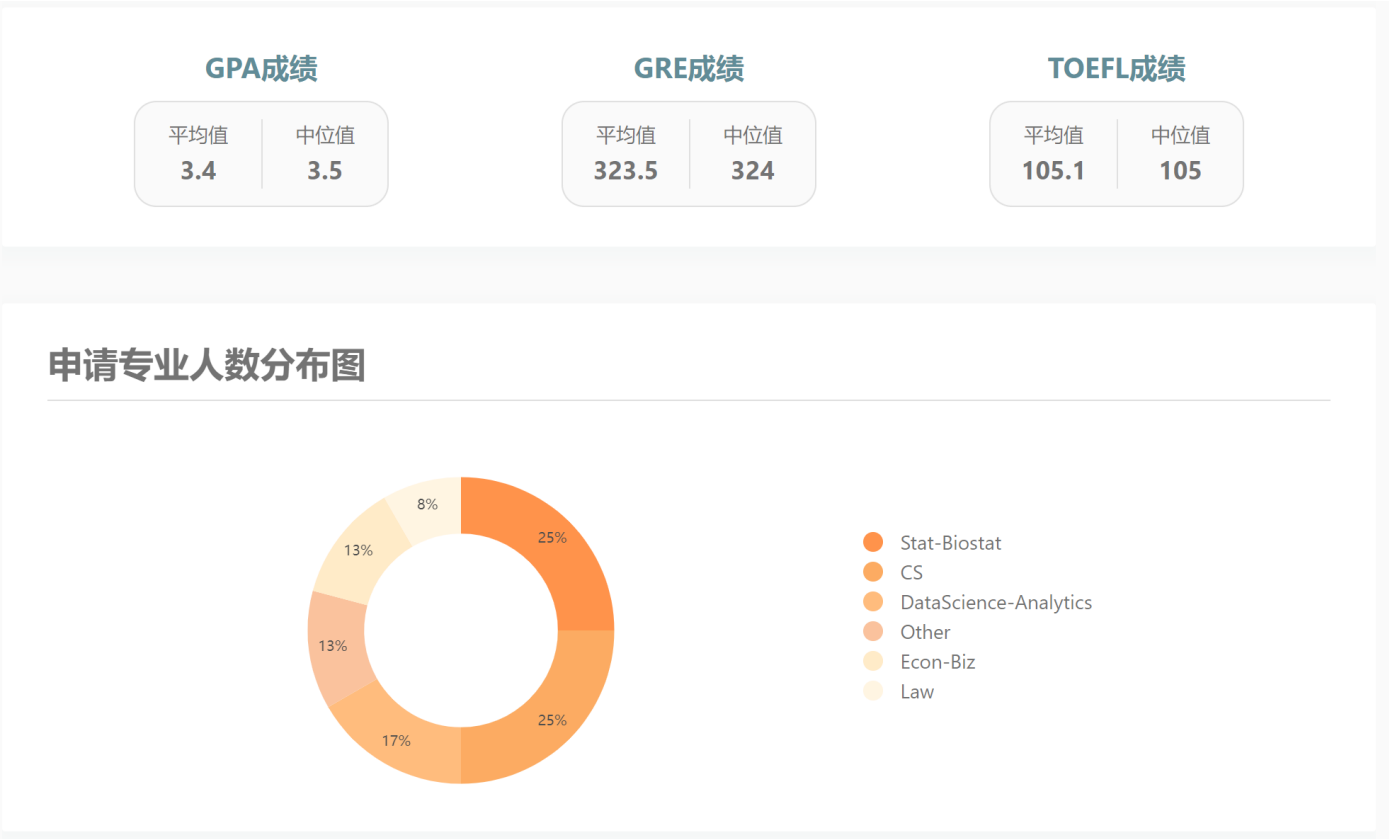 GPA成绩
平均值
3.4
中位值
3.5
GRE成绩
平均值
323.5
中位值
324
TOEFL成绩
平均值
105.1
中位值
105
申请专业人数分布图
25%
25%
17%
13%
13%
8%
Stat-Biostat
CS
DataScience-Analytics
Other
Econ-Biz
Law